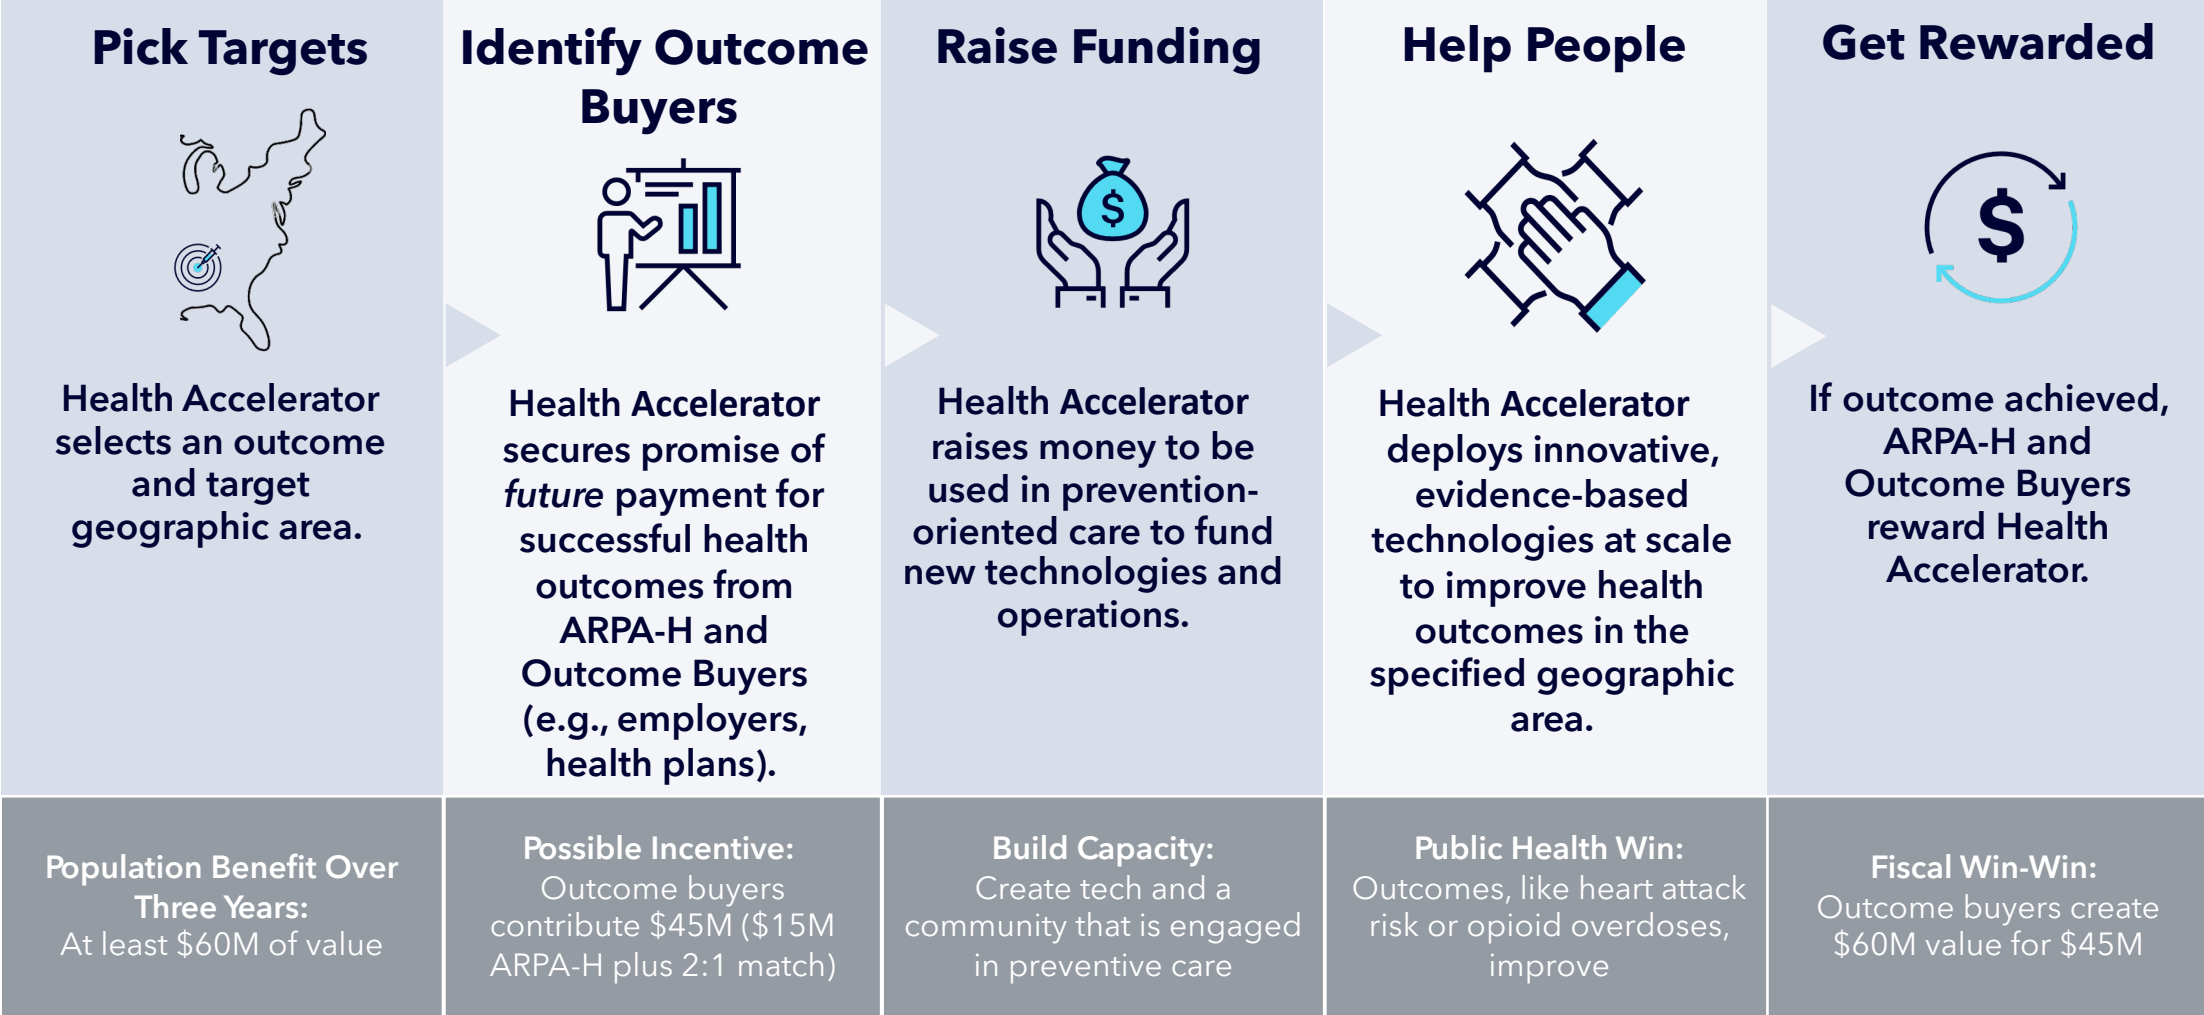 Pick Targets
Health Accelerator
selects an outcome
and target
geographic area.
Population Benefit Over
Three Years:
At least $60M of value
Identify Outcome
Buyers
Health Accelerator
secures promise of
future payment for
successful health
outcomes from
ARPA-H and
Outcome Buyers
(e.g., employers,
health plans).
Possible Incentive:
Outcome buyers
contribute $45M ($15M
ARPA-H plus 2:1 match)
Raise Funding
$
Health Accelerator
raises money to be
used in prevention-
oriented care to fund
new technologies and
operations.
Build Capacity:
Create tech and a
community that is engaged
in preventive care
Help People
Health Accelerator
deploys innovative,
evidence-based
technologies at scale
to improve health
outcomes in the
specified geographic
area.
Public Health Win:
Outcomes, like heart attack
risk or opioid overdoses,
improve
Get Rewarded
$
If outcome achieved,
ARPA-H and
Outcome Buyers
reward Health
Accelerator.
Fiscal Win-Win:
Outcome buyers create
$60M value for $45M